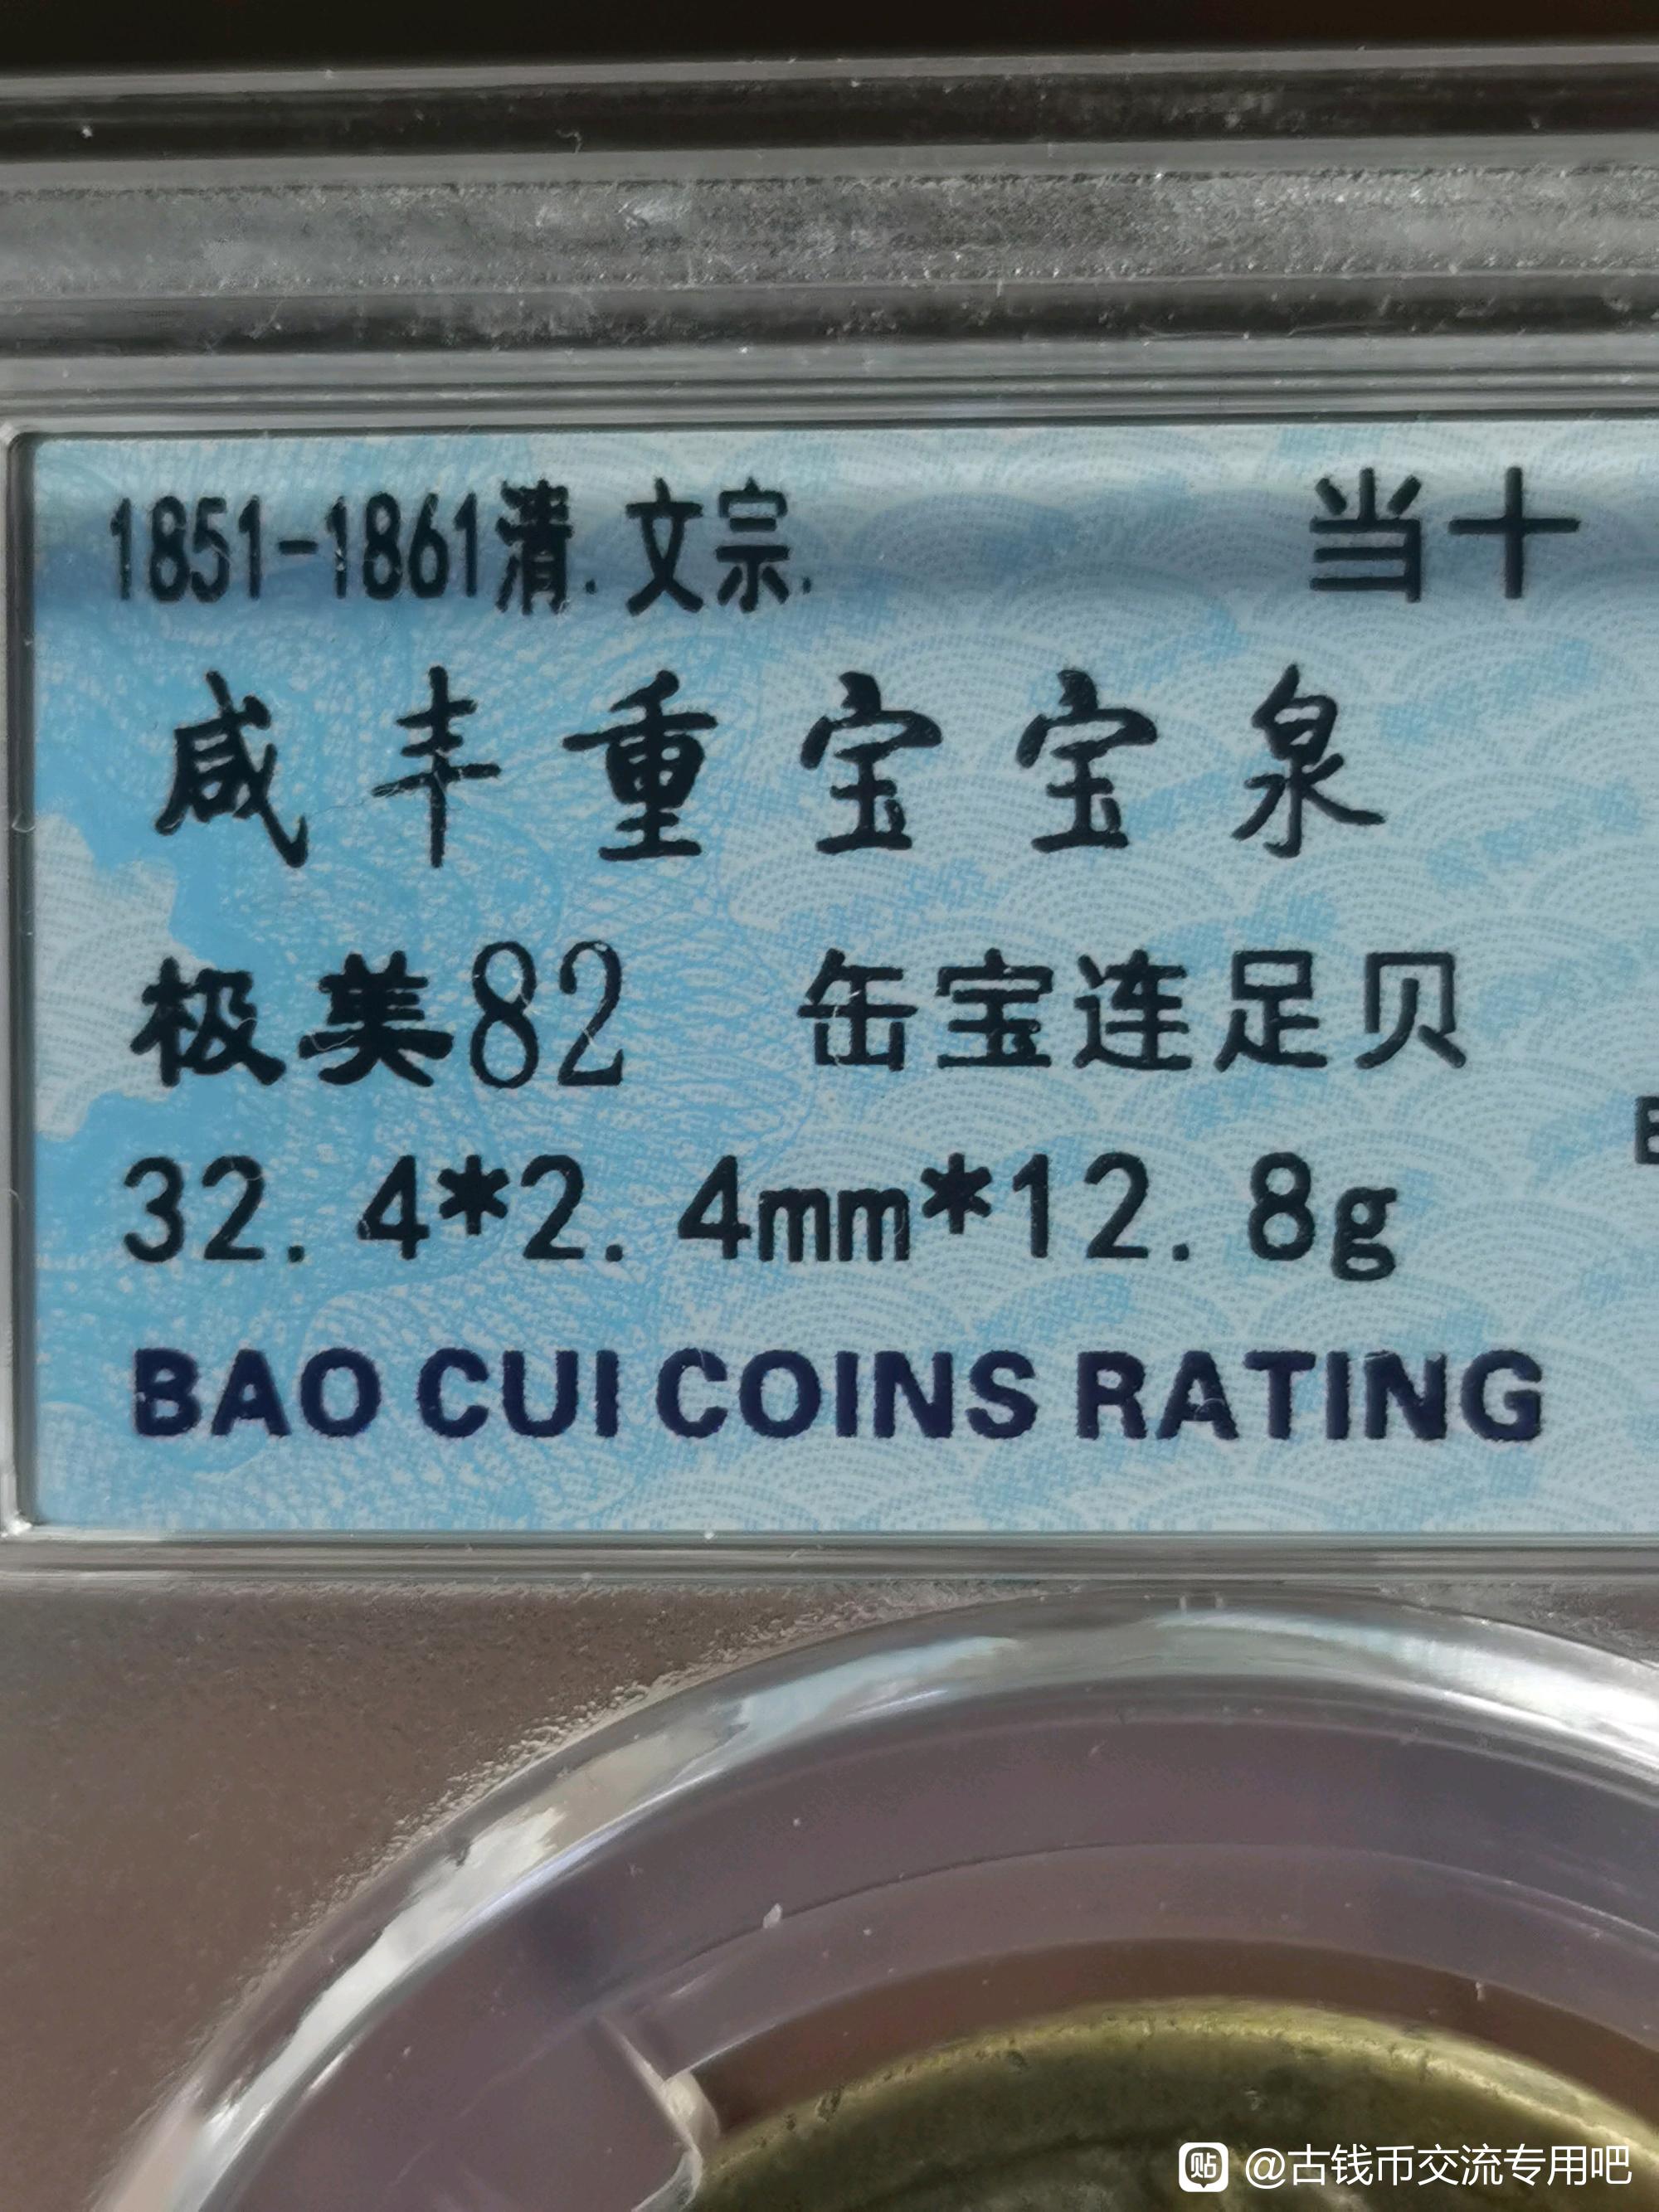 1851-1861清.文宗. 当十
咸丰重宝宝泉
极美82 缶宝连足贝
32.4*2.4mm*12.8g
BAO CUI COINS RATING
贴 @古钱币交流专用吧